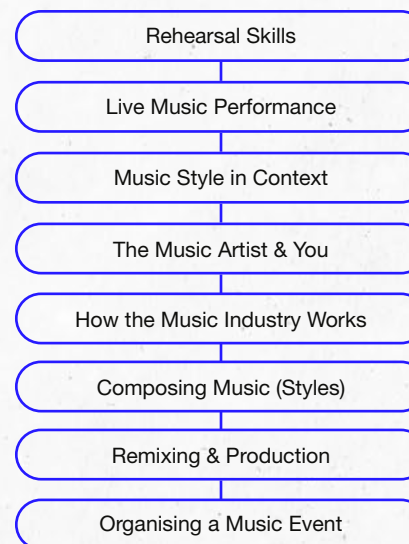 Rehearsal Skills
Live Music Performance
Music Style in Context
The Music Artist & You
How the Music Industry Works
Composing Music (Styles)
Remixing & Production
Organising a Music Event